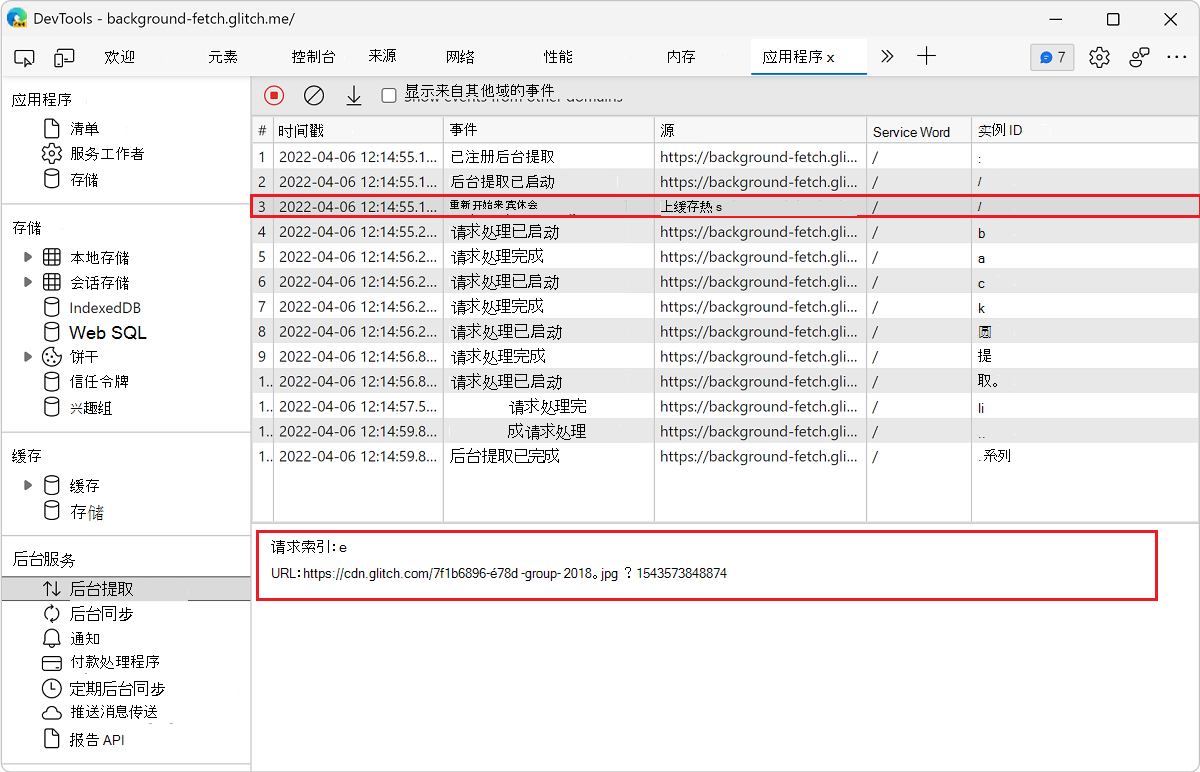 DevTools - background-fetch.glitch.me/
欢迎 元素 控制台 来源 网络 性能 内存 应用程序 x 7
应用程序
清单
服务工作者
存储
存储
本地存储
会话存储
IndexedDB
Web SQL
饼干
信任令牌
兴趣组
缓存
缓存
存储
后台服务
后台提取
后台同步
通知
付款处理程序
定期后台同步
推送消息传送
报告 API
显示来自其他域的事件
# 时间戳 事件 源 Service Word 实例 ID
1 2022-04-06 12:14:55.1... 已注册后台提取 https://background-fetch.gli... / :
2 2022-04-06 12:14:55.1... 后台提取已启动 https://background-fetch.gli... / /
3 2022-04-06 12:14:55.1... 重新开始来宾休会 上缓存热 s / /
4 2022-04-06 12:14:55.2... 请求处理已启动 https://background-fetch.gli... / b
5 2022-04-06 12:14:56.2... 请求处理完成 https://background-fetch.gli... / a
6 2022-04-06 12:14:56.2... 请求处理已启动 https://background-fetch.gli... / c
7 2022-04-06 12:14:56.2... 请求处理完成 https://background-fetch.gli... / k
8 2022-04-06 12:14:56.2... 请求处理已启动 https://background-fetch.gli... / 圆
9 2022-04-06 12:14:56.8... 请求处理完成 https://background-fetch.gli... / 提
1.. 2022-04-06 12:14:56.8... 请求处理已启动 https://background-fetch.gli... / 取。
1.. 2022-04-06 12:14:57.5... 请求处理完 https://background-fetch.gli... / li
1.. 2022-04-06 12:14:59.8... 成请求处理 https://background-fetch.gli... / ..
1.. 2022-04-06 12:14:59.8... 后台提取已完成 https://background-fetch.gli... / .系列
请求索引：e
URL：https://cdn.glitch.com/7f1b6896-é78d -group- 2018。jpg ？1543573848874